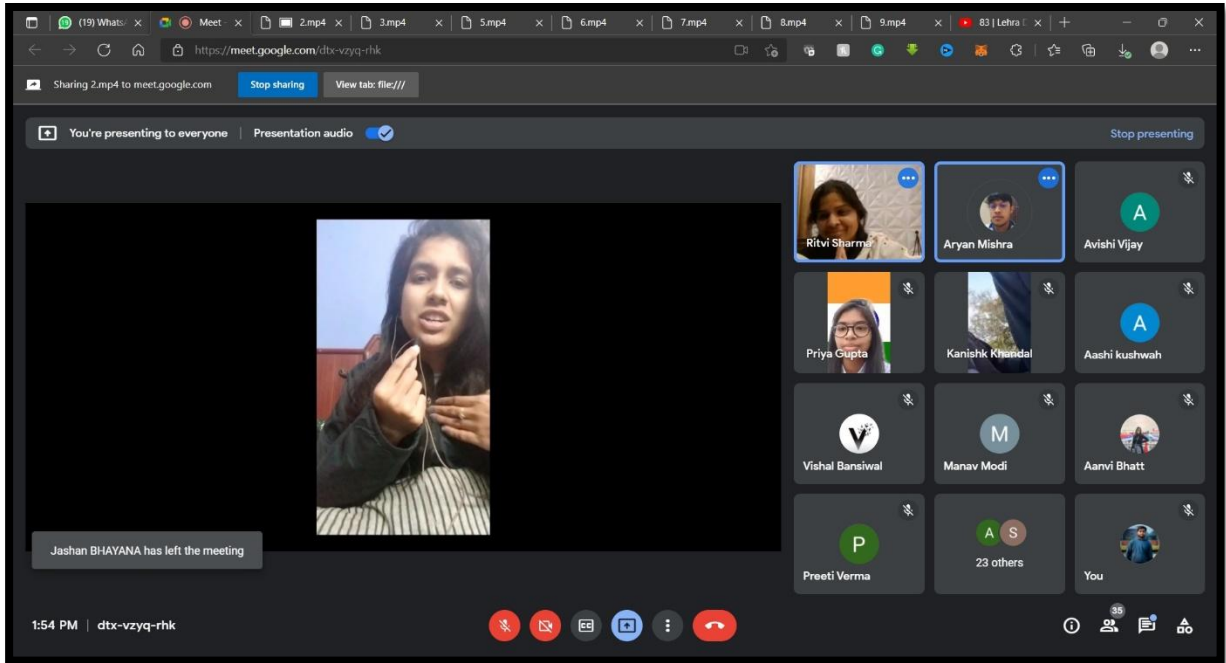 (19) Whats
Meet
2.mp4
3.mp4
5.mp4
6.mp4
7.mp4
8.mp4
9.mp4
83 | Lehra
https://meet.google.com/dtx-vzyq-rhk
Sharing 2.mp4 to meet.google.com
Stop sharing
View tab: file:///
You're presenting to everyone | Presentation audio
Stop presenting
Ritvi Sharma
Aryan Mishra
A
Avishi Vijay
Priya Gupta
Kanishk Khandal
A
Aashi kushwah
V
Vishal Bansiwal
M
Manav Modi
Aanvi Bhatt
P
Preeti Verma
A S
23 others
You
Jashan BHAYANA has left the meeting
1:54 PM | dtx-vzyq-rhk
CC
35